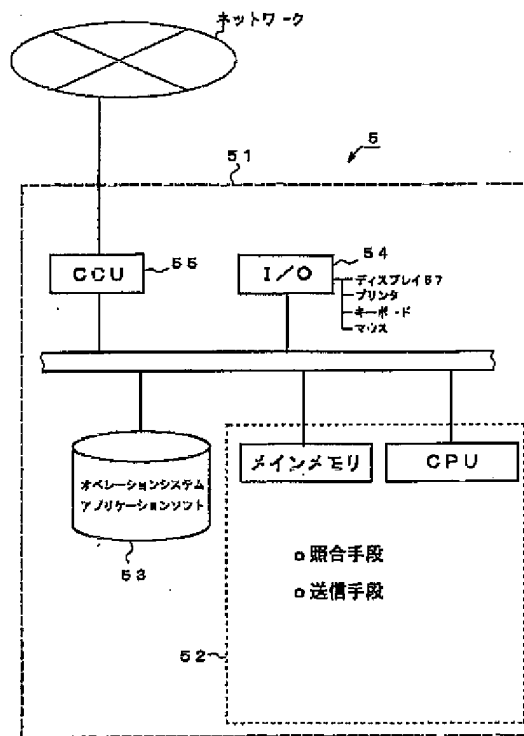 ネットワーク
5
51
CCU
55
I/O
54
ディスプレイ57
プリンタ
キーボード
マウス
オペレーションシステム
アプリケーションソフト
53
メインメモリ
CPU
o 照合手段
o 送信手段
52